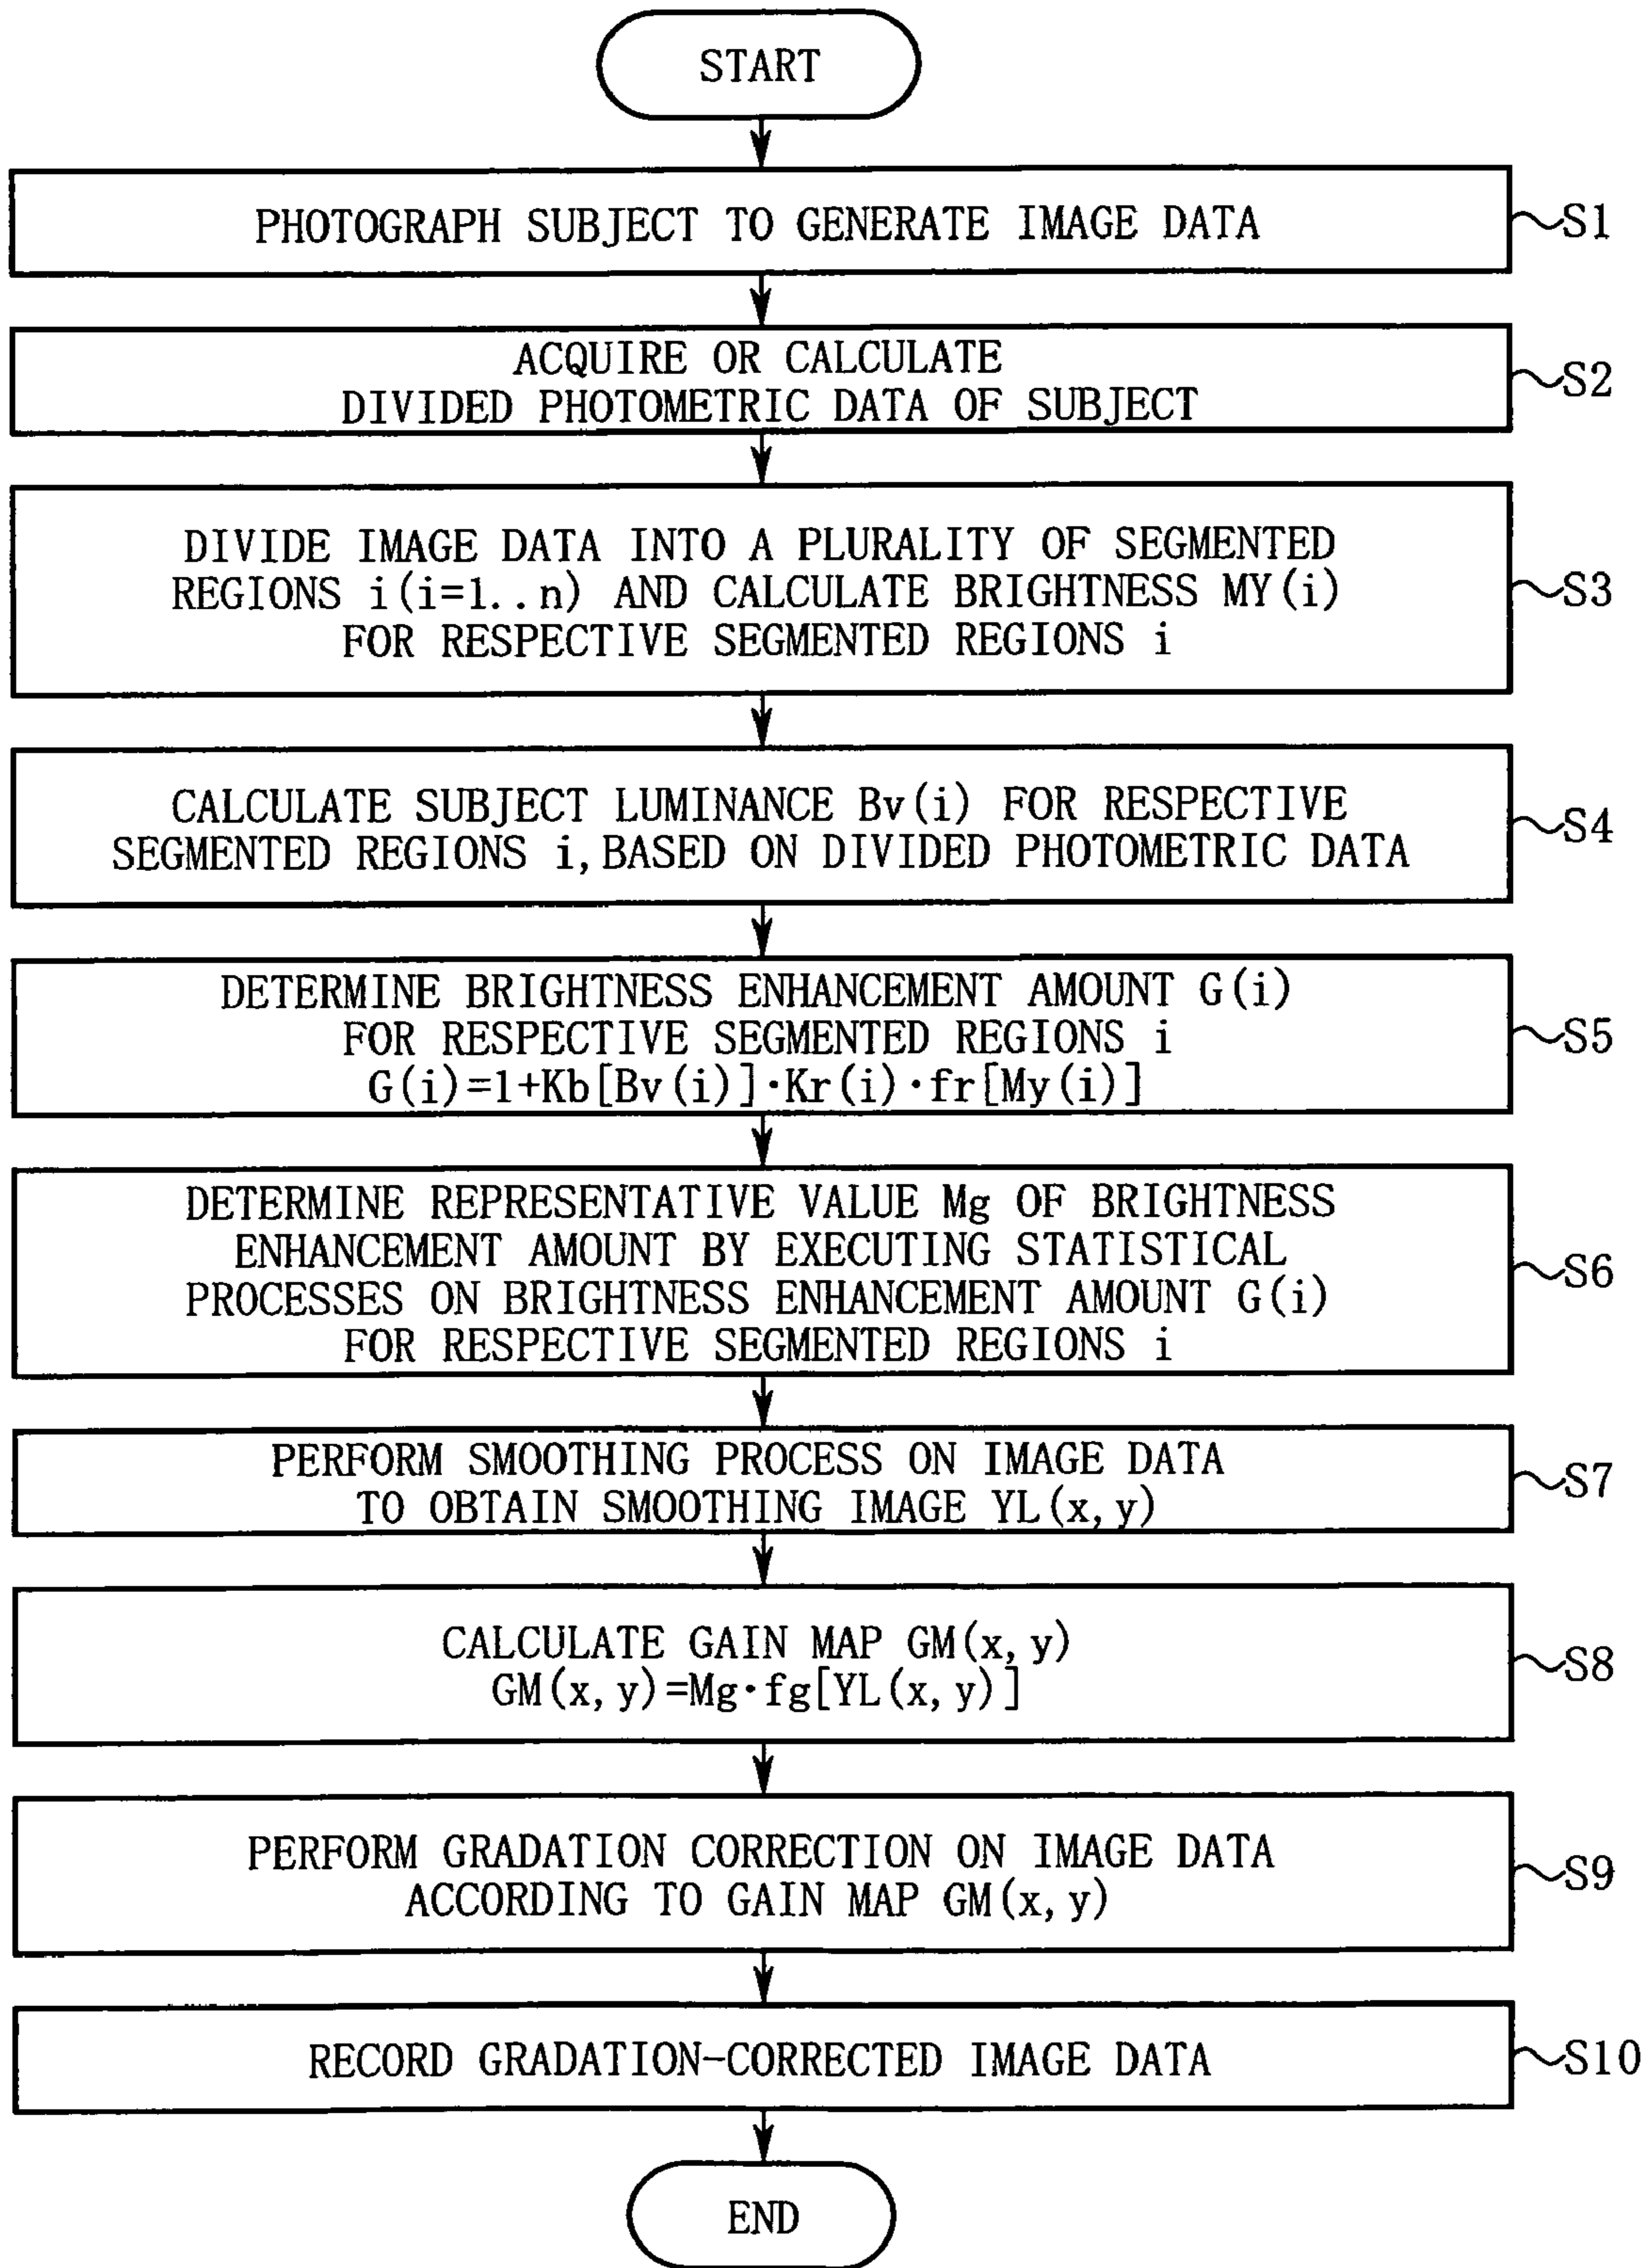 START
PHOTOGRAPH SUBJECT TO GENERATE IMAGE DATA
S1
ACQUIRE OR CALCULATE
DIVIDED PHOTOMETRIC DATA OF SUBJECT
S2
DIVIDE IMAGE DATA INTO A PLURALITY OF SEGMENTED
REGIONS i(i=1..n) AND CALCULATE BRIGHTNESS MY(i)
FOR RESPECTIVE SEGMENTED REGIONS i
S3
CALCULATE SUBJECT LUMINANCE Bv(i) FOR RESPECTIVE
SEGMENTED REGIONS i, BASED ON DIVIDED PHOTOMETRIC DATA
S4
DETERMINE BRIGHTNESS ENHANCEMENT AMOUNT G(i)
FOR RESPECTIVE SEGMENTED REGIONS i
G(i)=1+Kb[Bv(i)]·Kr(i)·fr[My(i)]
S5
DETERMINE REPRESENTATIVE VALUE Mg OF BRIGHTNESS
ENHANCEMENT AMOUNT BY EXECUTING STATISTICAL
PROCESSES ON BRIGHTNESS ENHANCEMENT AMOUNT G(i)
FOR RESPECTIVE SEGMENTED REGIONS i
S6
PERFORM SMOOTHING PROCESS ON IMAGE DATA
TO OBTAIN SMOOTHING IMAGE YL(x,y)
S7
CALCULATE GAIN MAP GM(x,y)
GM(x,y)=Mg·fg[YL(x,y)]
S8
PERFORM GRADATION CORRECTION ON IMAGE DATA
ACCORDING TO GAIN MAP GM(x,y)
S9
RECORD GRADATION-CORRECTED IMAGE DATA
S10
END